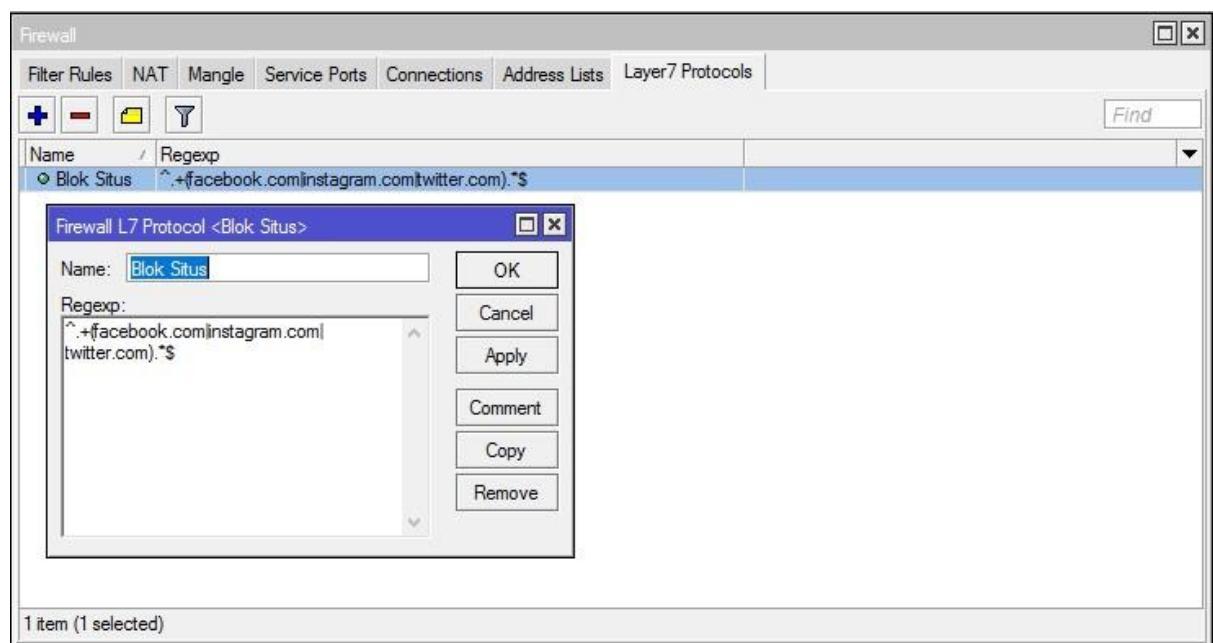 Firewall
Filter Rules NAT Mangle Service Ports Connections Address Lists Layer7 Protocols
Find
Name / Regexp
Blok Situs ^.+(facebook.com|instagram.com|twitter.com).*$
Firewall L7 Protocol <Blok Situs>
Name: Blok Situs
OK
Regexp:
^.+(facebook.com|instagram.com|
twitter.com).*$
Cancel
Apply
Comment
Copy
Remove
1 item (1 selected)